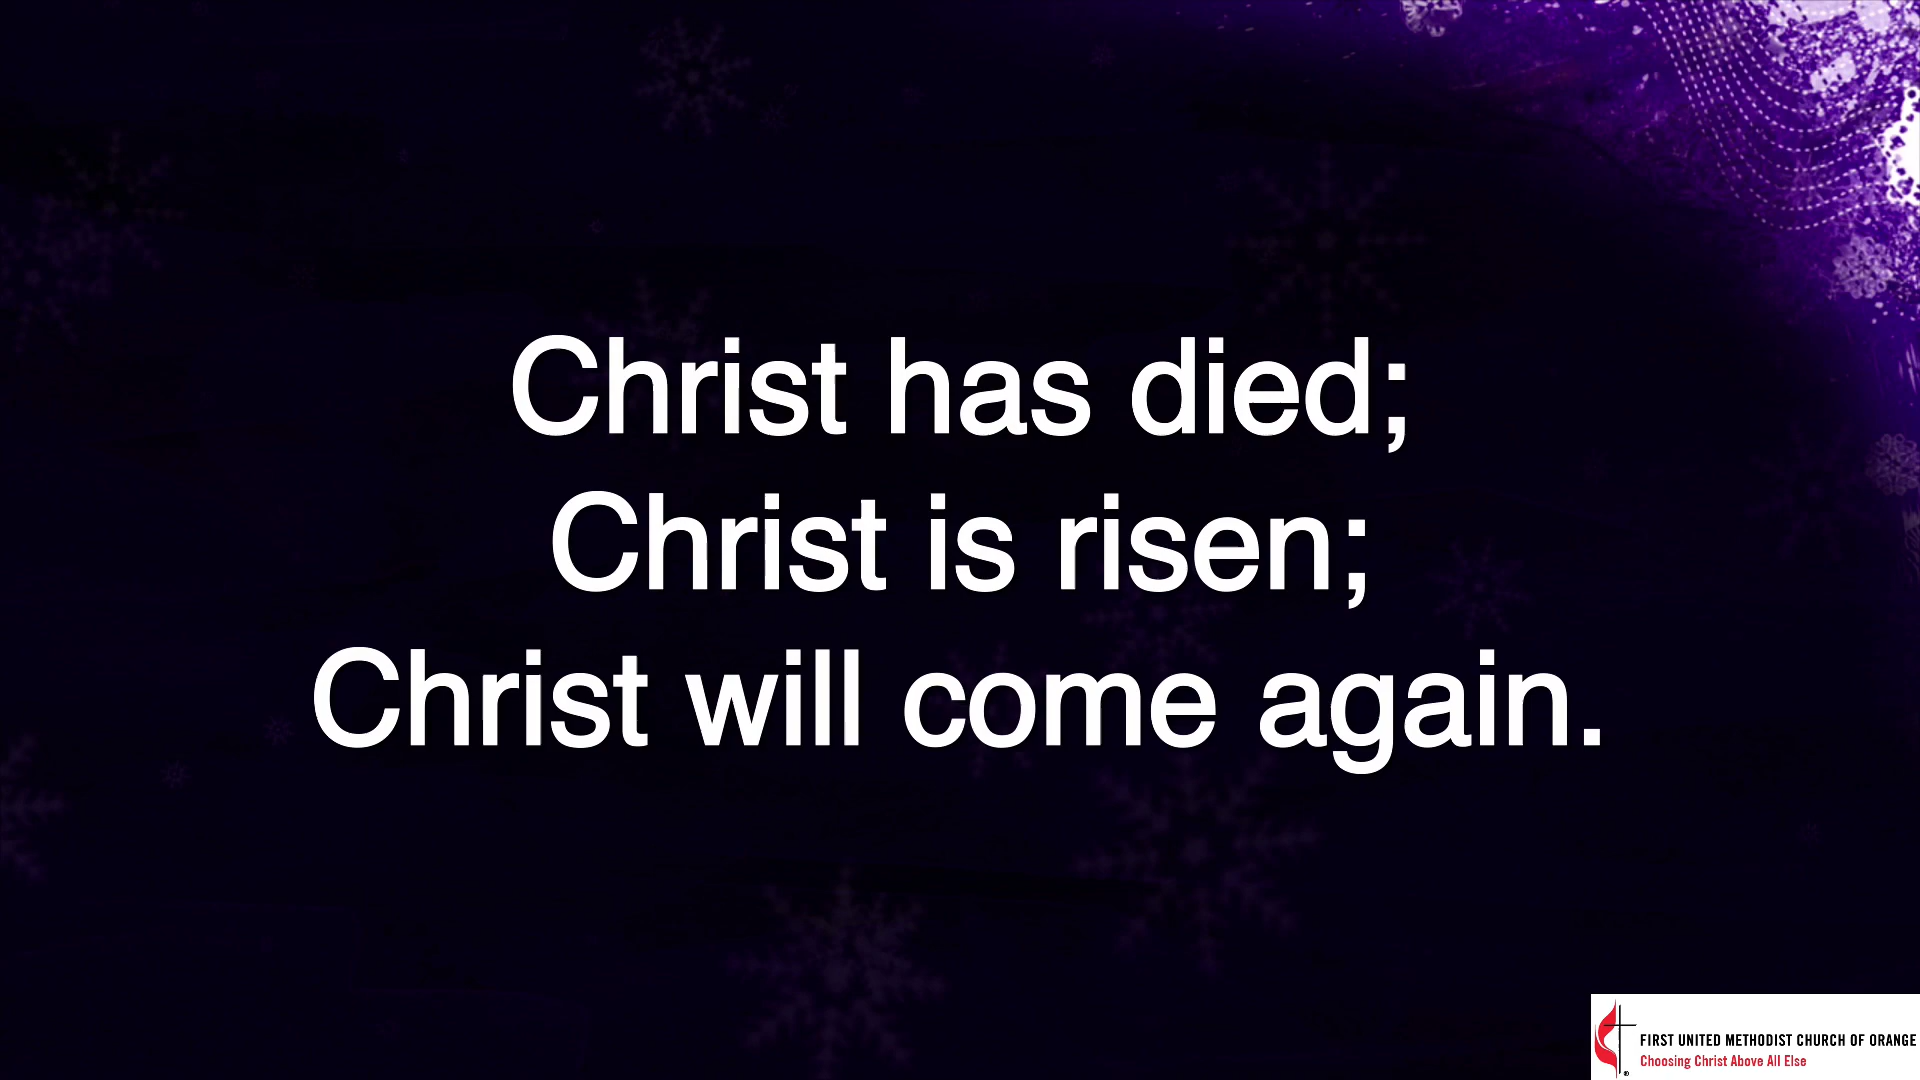 Christ has died;
Christ is risen;
Christ will come again.
FIRST UNITED METHODIST CHURCH OF ORANGE
Choosing Christ Above All Else
®